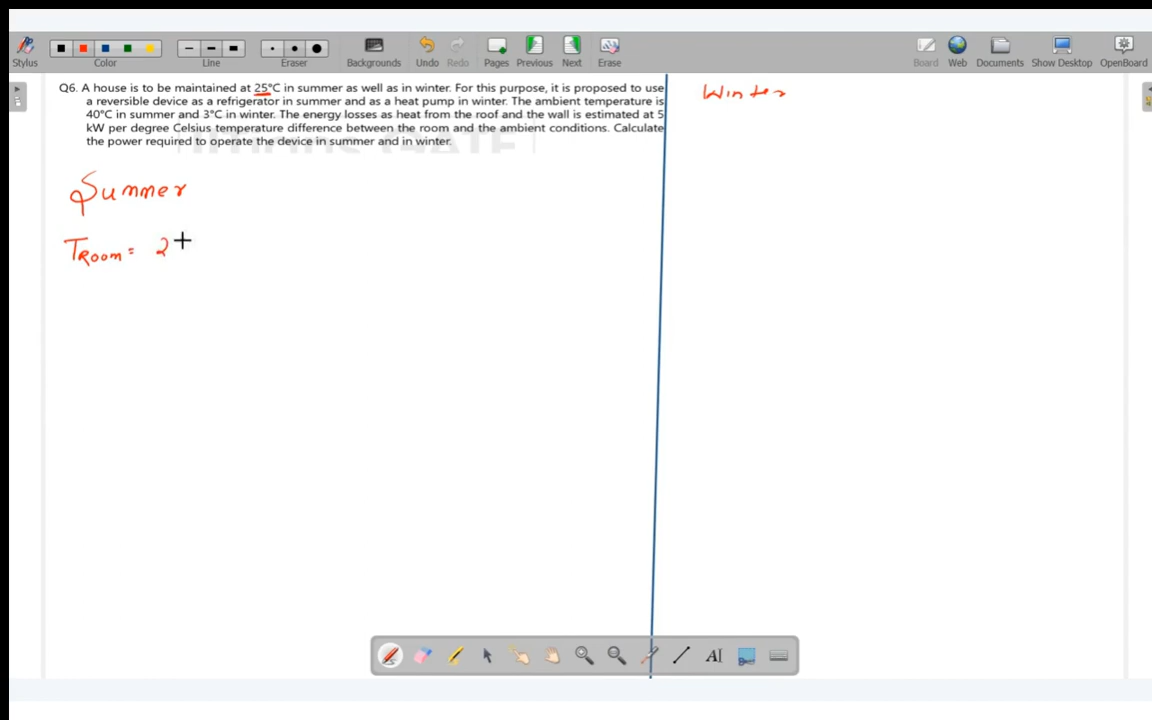 Stylus Color Line Eraser Backgrounds Undo Redo Pages Previous Next Erase Board Web Documents Show Desktop OpenBoard
Q6. A house is to be maintained at 25°C in summer as well as in winter. For this purpose, it is proposed to use
a reversible device as a refrigerator in summer and as a heat pump in winter. The ambient temperature is
40°C in summer and 3°C in winter. The energy losses as heat from the roof and the wall is estimated at 5
kW per degree Celsius temperature difference between the room and the ambient conditions. Calculate
the power required to operate the device in summer and in winter.
Winter
Summer
TRoom = 2
AI